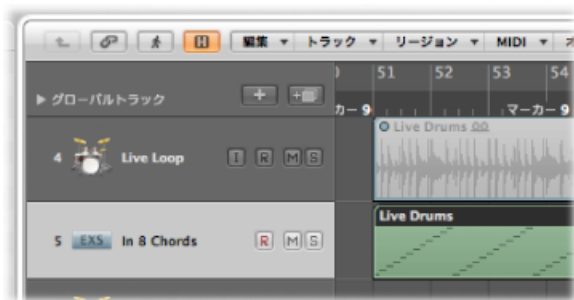 編集 トラック リージョン MIDI
グローバルトラック
51 52 53 54
カー 9 マーカー 9
4 Live Loop I R M S
Live Drums
5 EXS In 8 Chords R M S
Live Drums